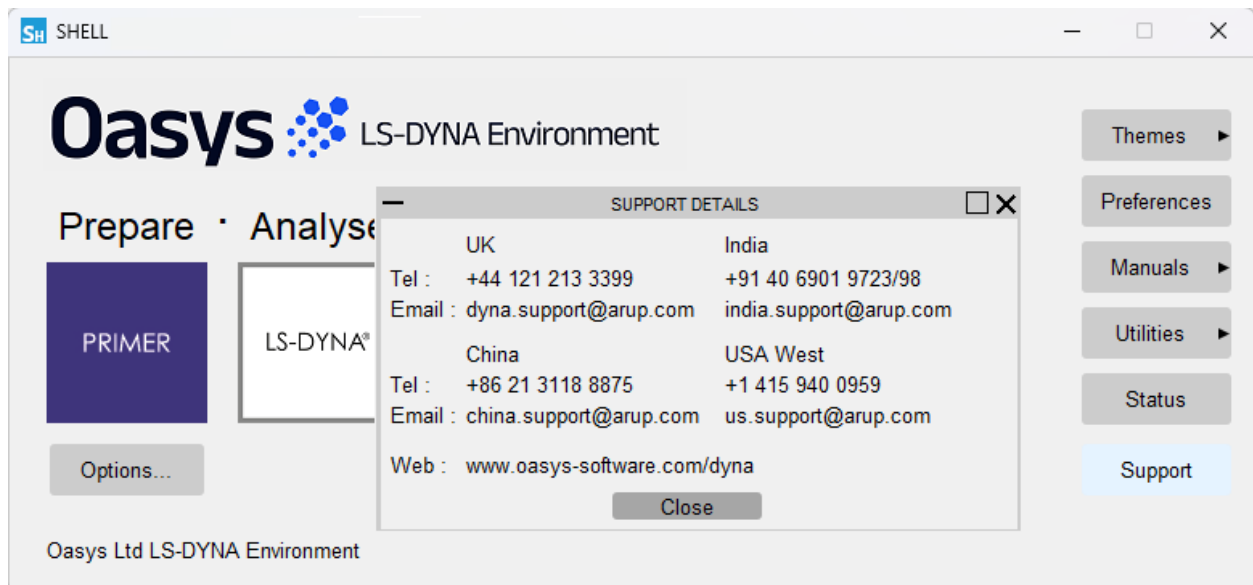 SH SHELL
Oasys LS-DYNA Environment
Themes
Preferences
Manuals
Utilities
Status
Support
Prepare · Analyse
PRIMER
LS-DYNA®
Options...
SUPPORT DETAILS
UK India
Tel : +44 121 213 3399 +91 40 6901 9723/98
Email : dyna.support@arup.com india.support@arup.com
China USA West
Tel : +86 21 3118 8875 +1 415 940 0959
Email : china.support@arup.com us.support@arup.com
Web : www.oasys-software.com/dyna
Close
Oasys Ltd LS-DYNA Environment